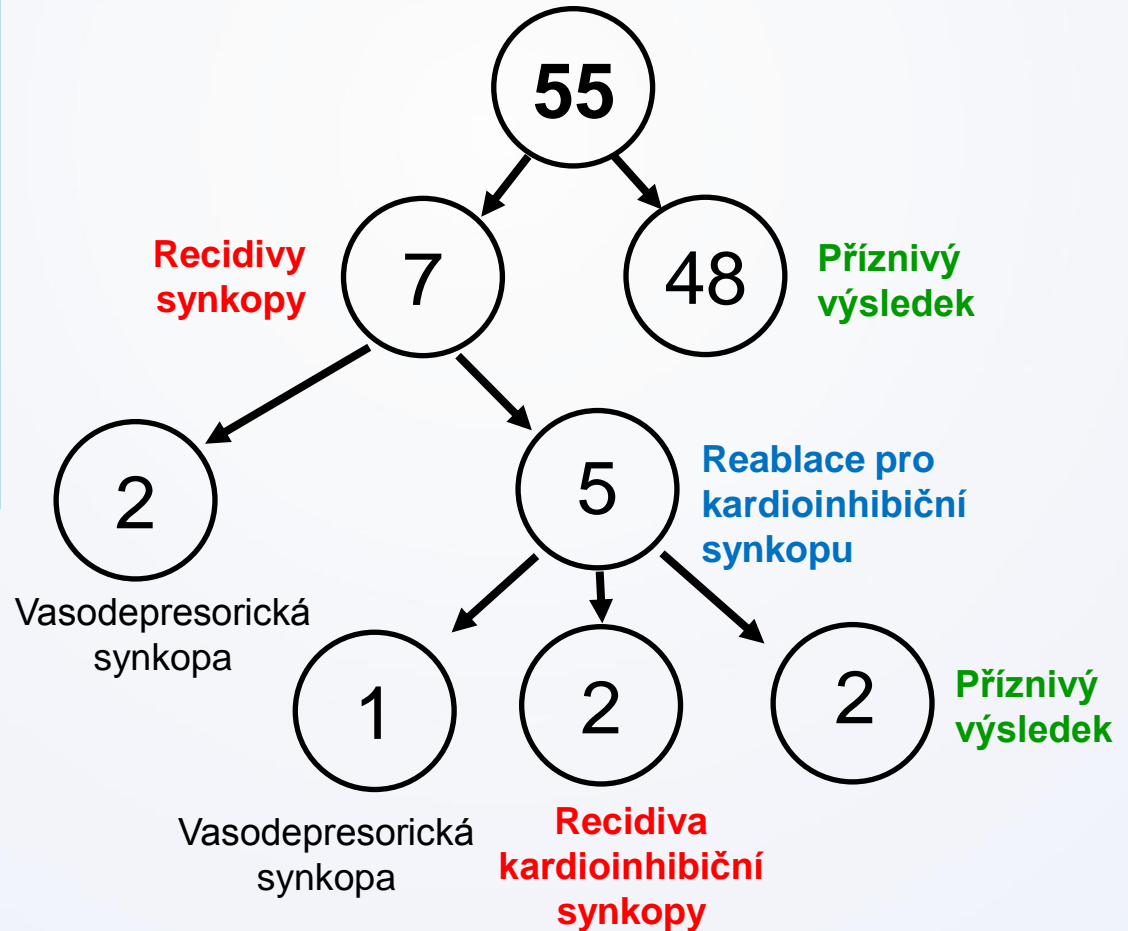 55
Recidivy
synkopy
7
48
Příznivý
výsledek
2
Vasodepresorická
synkopa
5
Reablace pro
kardioinhibiční
synkopu
1
Vasodepresorická
synkopa
2
Recidiva
kardioinhibiční
synkopy
2
Příznivý
výsledek